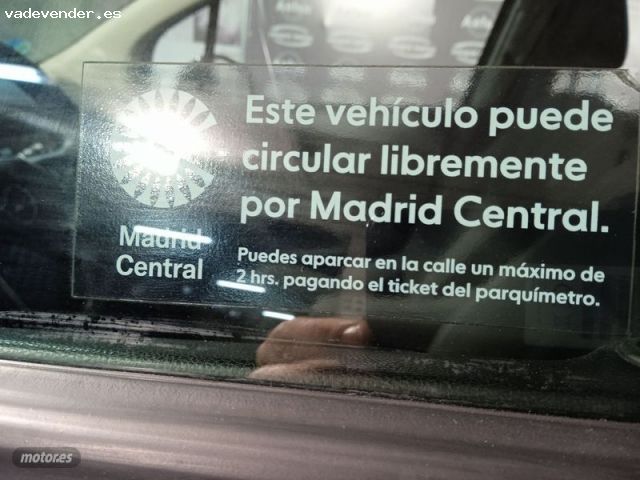 vadevender.es
Este vehículo puede
circular libremente
por Madrid Central.
Madrid
Central
Puedes aparcar en la calle un máximo de
2 hrs. pagando el ticket del parquímetro.
motor.es